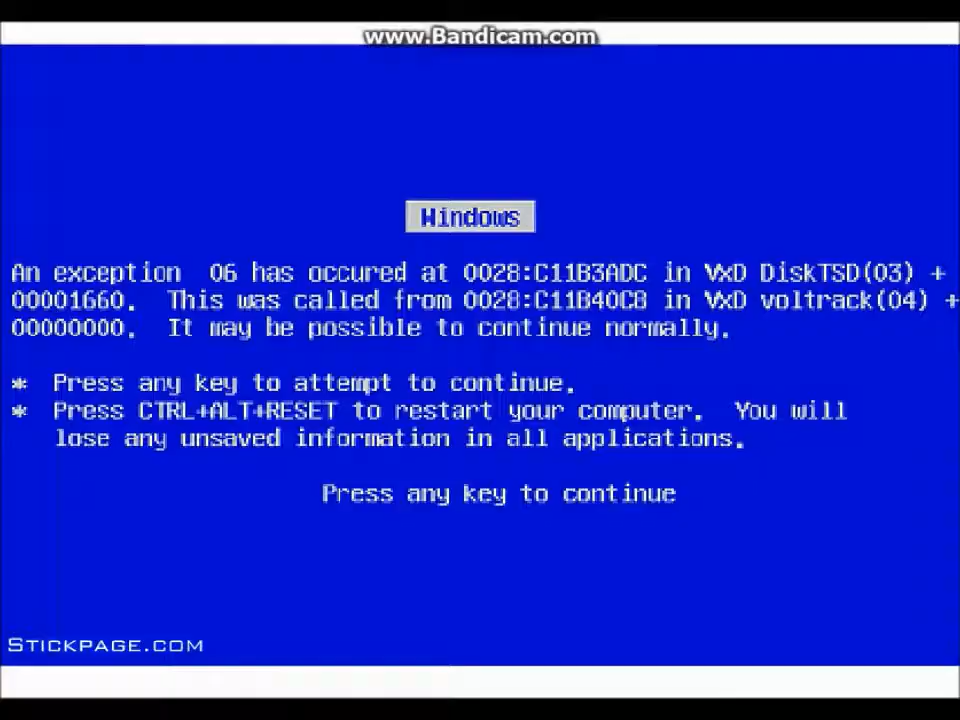 www.Bandicam.com
Windows
An exception 06 has occured at 0028:C11B3ADC in VxD DiskTSD(03) +
00001660. This was called from 0028:C11B40C8 in VxD voltrack(04) +
00000000. It may be possible to continue normally.
* Press any key to attempt to continue.
* Press CTRL+ALT+RESET to restart your computer. You will
lose any unsaved information in all applications.
Press any key to continue
STICKPAGE.COM